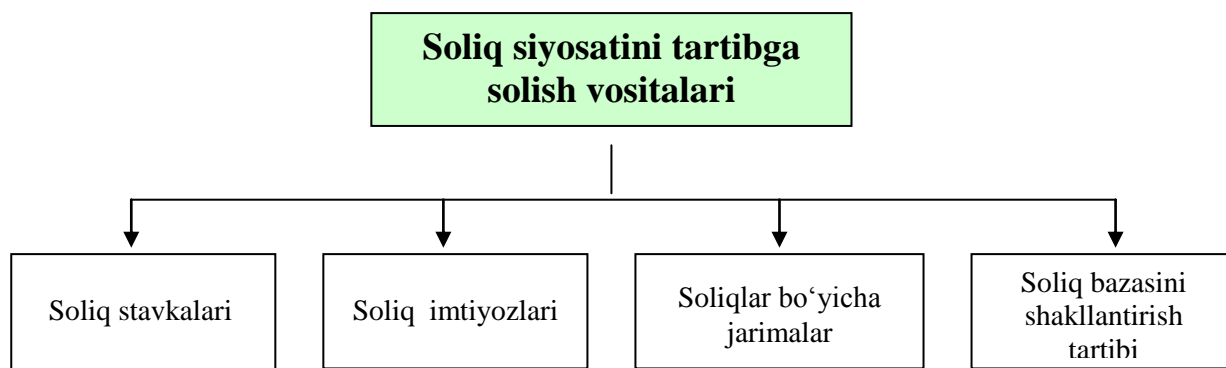 Soliq siyosatini tartibga
solish vositalari
Soliq stavkalari
Soliq imtiyozlari
Soliqlar bo‘yicha
jarimalar
Soliq bazasini
shakllantirish
tartibi